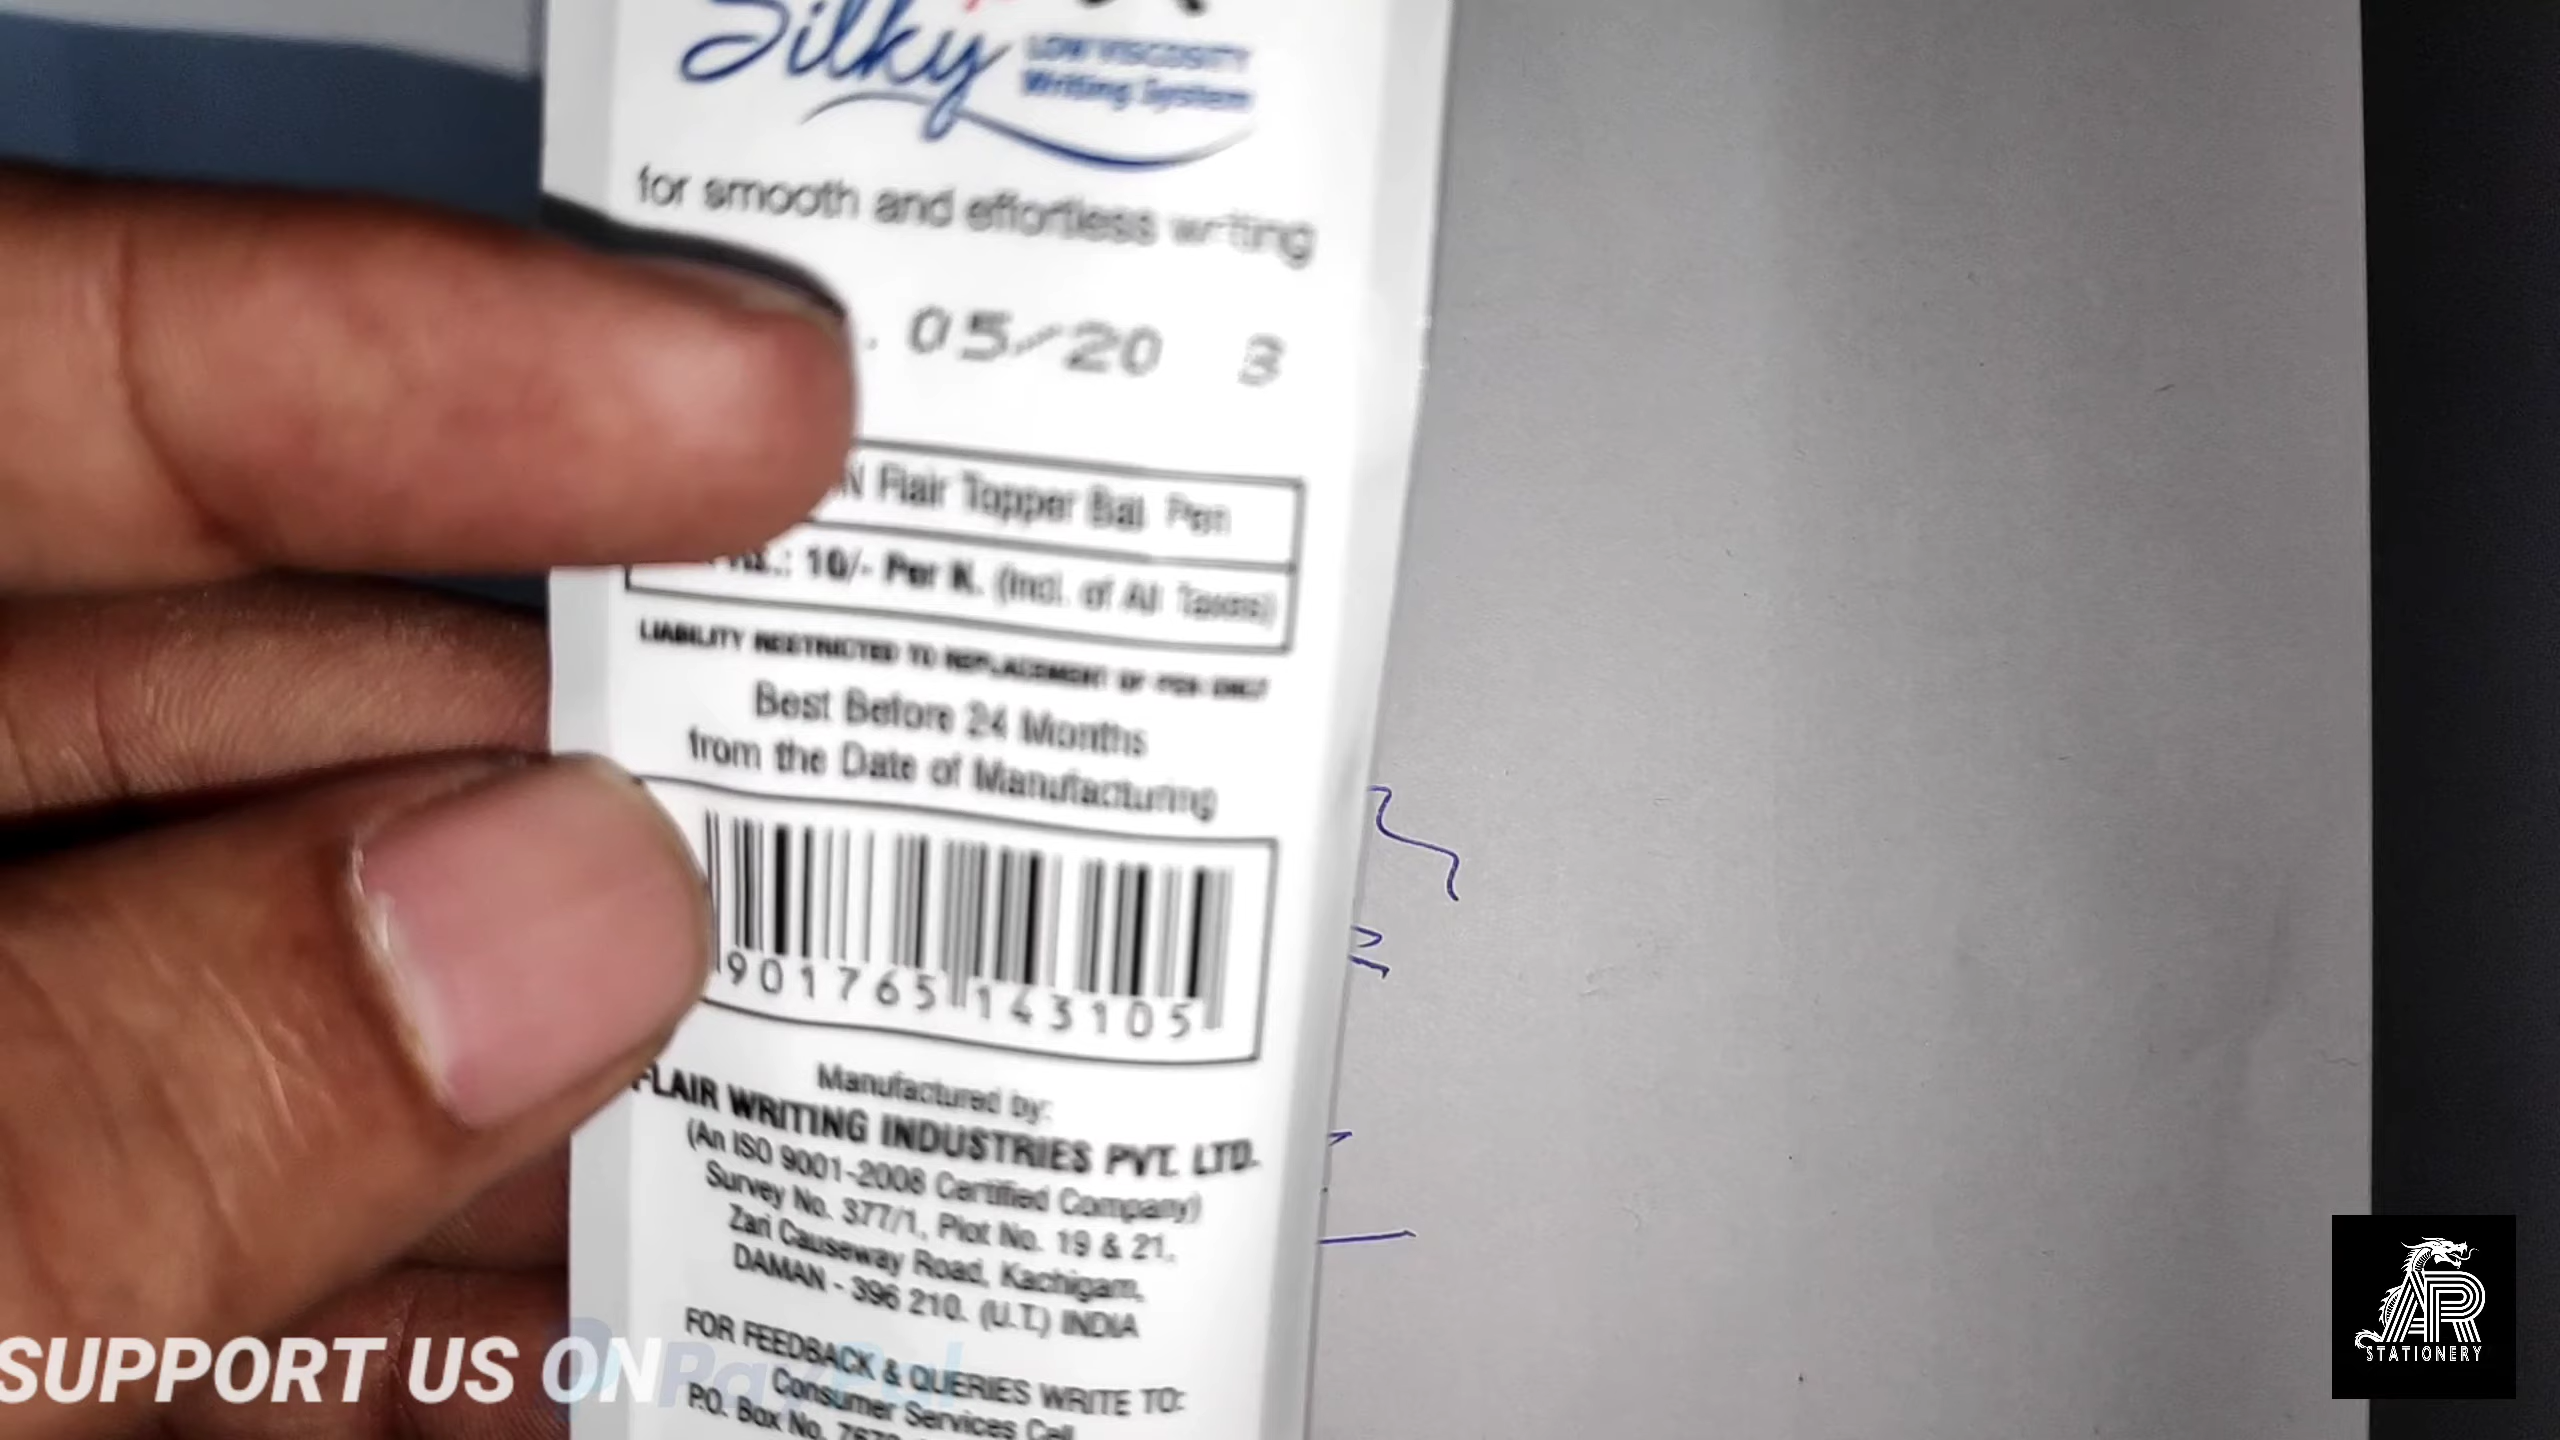 Silky LOW VISCOSITY
Writing System
for smooth and effortless writing
. 05/20 3
N Flair Topper Bal Pen
Rs.: 10/- Per N. (Incl. of All Taxes)
LIABILITY RESTRICTED TO REPLACEMENT OF PEN ONLY
Best Before 24 Months
from the Date of Manufacturing
901765 143105
Manufactured by:
FLAIR WRITING INDUSTRIES PVT. LTD.
(An ISO 9001-2008 Certified Company)
Survey No. 377/1, Plot No. 19 & 21,
Zari Causeway Road, Kachigam,
DAMAN - 396 210. (U.T.) INDIA
FOR FEEDBACK & QUERIES WRITE TO:
Consumer Services Cell
P.O. Box No.
SUPPORT US ON PayPal
AR
STATIONERY